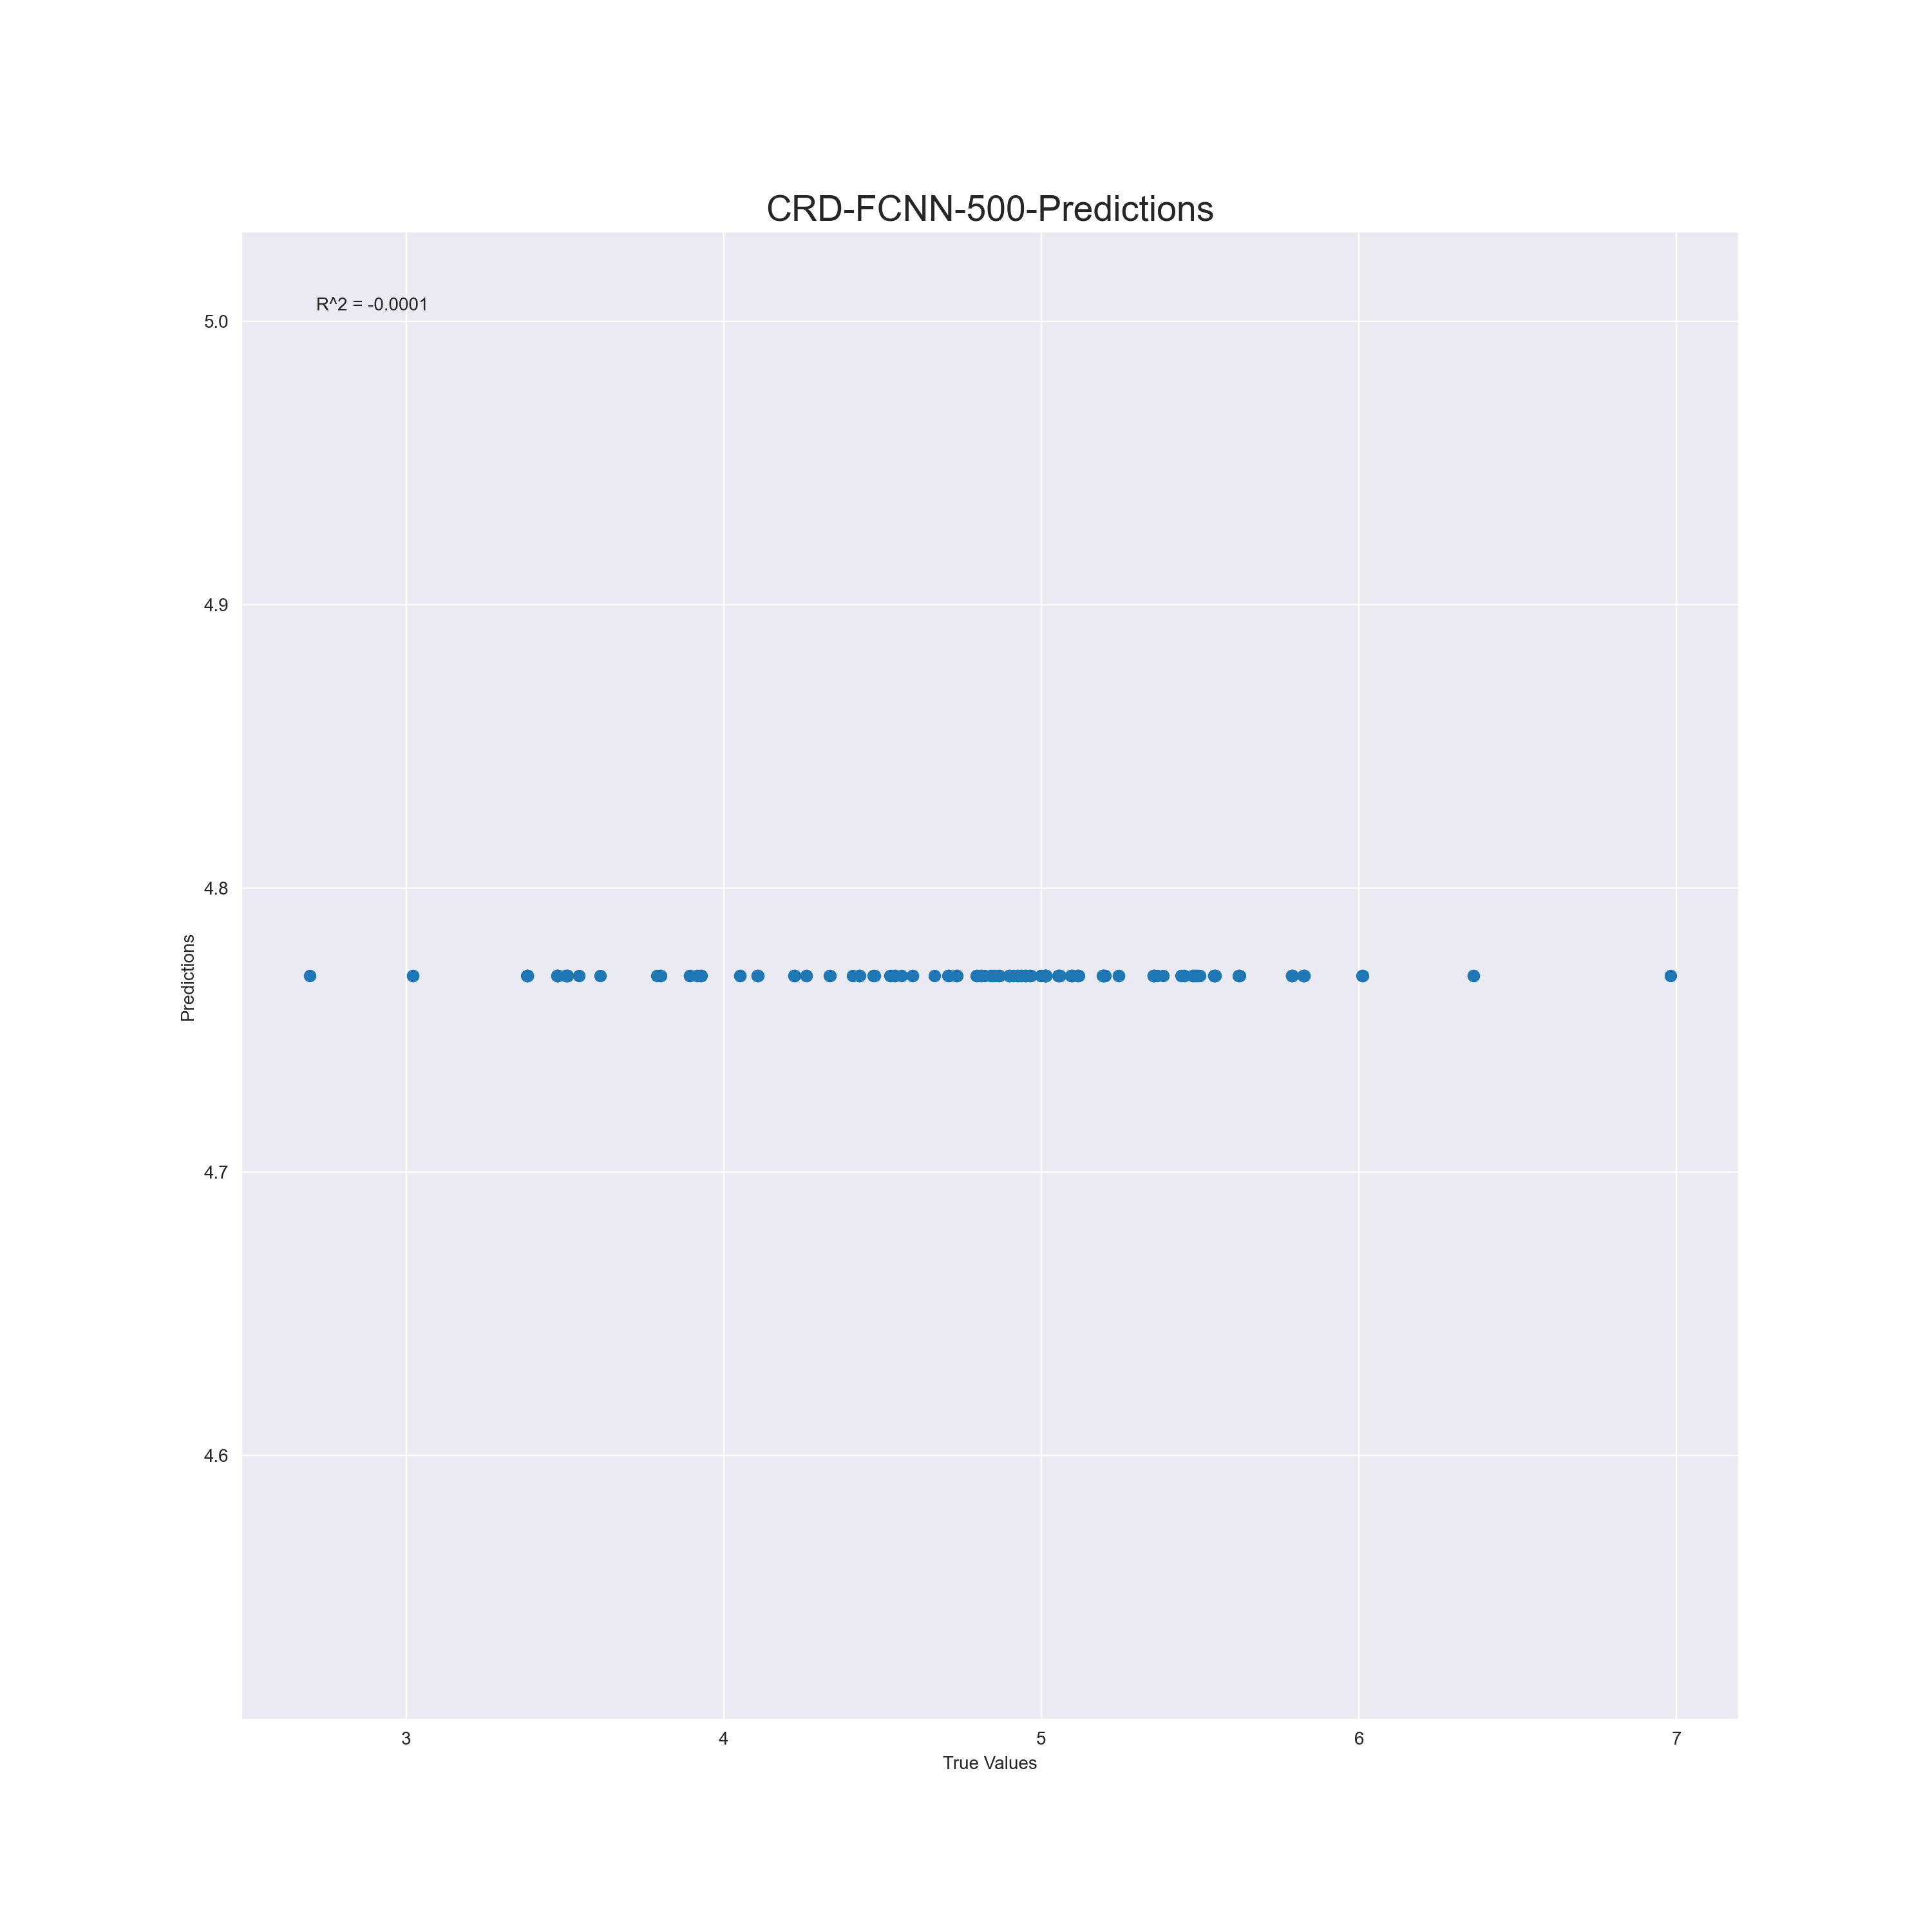 CRD-FCNN-500-Predictions
R^2 = -0.0001
5.0
4.9
4.8
4.7
4.6
Predictions
3 4 5 6 7
True Values